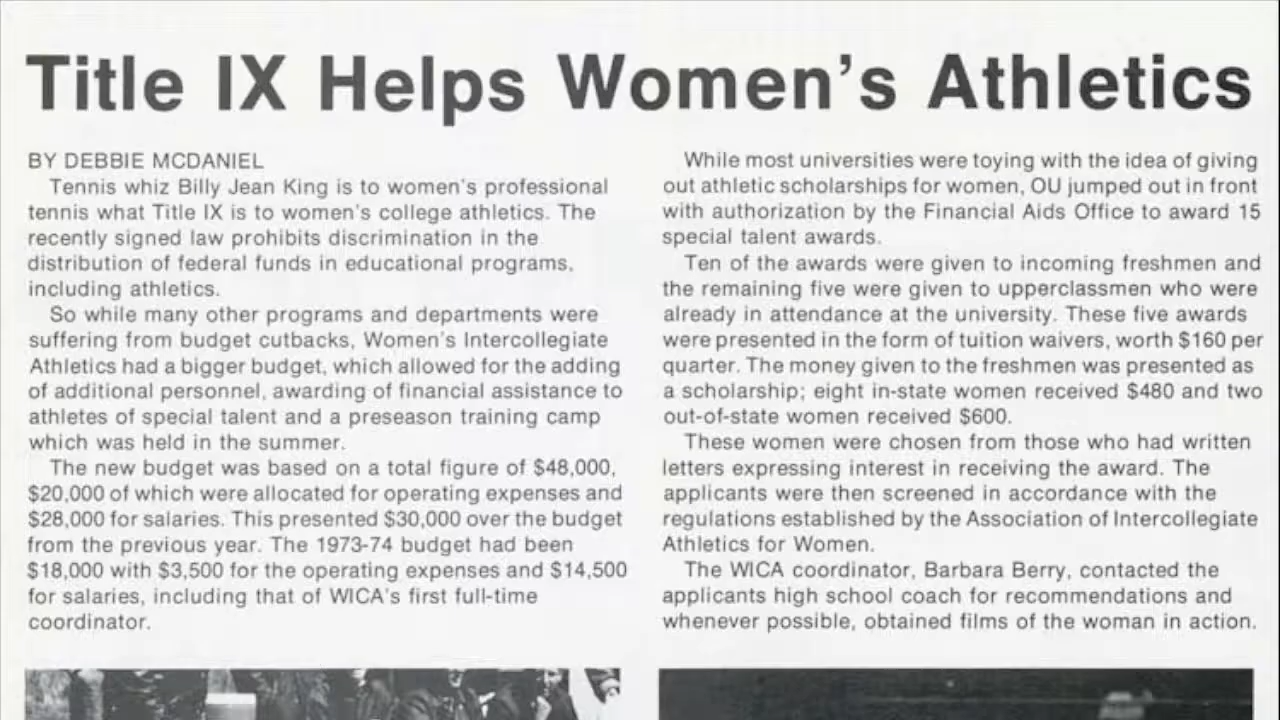 Title IX Helps Women's Athletics
BY DEBBIE MCDANIEL
Tennis whiz Billy Jean King is to women's professional
tennis what Title IX is to women's college athletics. The
recently signed law prohibits discrimination in the
distribution of federal funds in educational programs,
including athletics.
So while many other programs and departments were
suffering from budget cutbacks, Women's Intercollegiate
Athletics had a bigger budget, which allowed for the adding
of additional personnel, awarding of financial assistance to
athletes of special talent and a preseason training camp
which was held in the summer.
The new budget was based on a total figure of $48,000,
$20,000 of which were allocated for operating expenses and
$28,000 for salaries. This presented $30,000 over the budget
from the previous year. The 1973-74 budget had been
$18,000 with $3,500 for the operating expenses and $14,500
for salaries, including that of WICA's first full-time
coordinator.
While most universities were toying with the idea of giving
out athletic scholarships for women, OU jumped out in front
with authorization by the Financial Aids Office to award 15
special talent awards.
Ten of the awards were given to incoming freshmen and
the remaining five were given to upperclassmen who were
already in attendance at the university. These five awards
were presented in the form of tuition waivers, worth $160 per
quarter. The money given to the freshmen was presented as
a scholarship; eight in-state women received $480 and two
out-of-state women received $600.
These women were chosen from those who had written
letters expressing interest in receiving the award. The
applicants were then screened in accordance with the
regulations established by the Association of Intercollegiate
Athletics for Women.
The WICA coordinator, Barbara Berry, contacted the
applicants high school coach for recommendations and
whenever possible, obtained films of the woman in action.